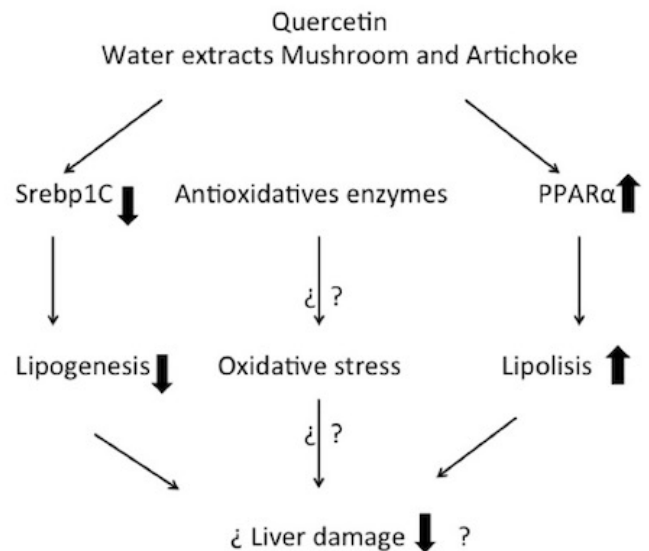 Quercetin
Water extracts Mushroom and Artichoke
Srebp1C Antioxidatives enzymes PPARα
¿ ?
Lipogenesis Oxidative stress Lipolisis
¿ ?
¿ Liver damage ?